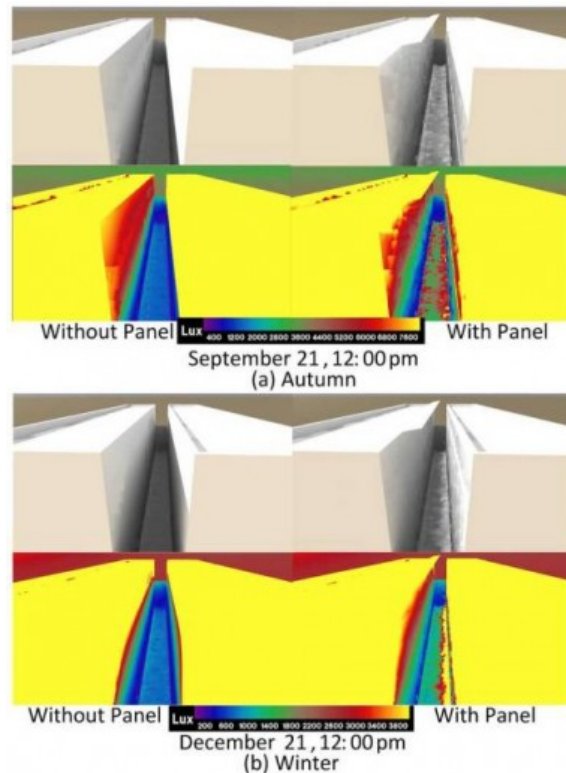 Without Panel
Lux
400 1200 2000 2800 3600 4400 5200 6000 6800 7600
With Panel
September 21, 12: 00 pm
(a) Autumn
Without Panel
Lux
200 600 1000 1400 1800 2200 2600 3000 3400 3800
With Panel
December 21, 12: 00 pm
(b) Winter